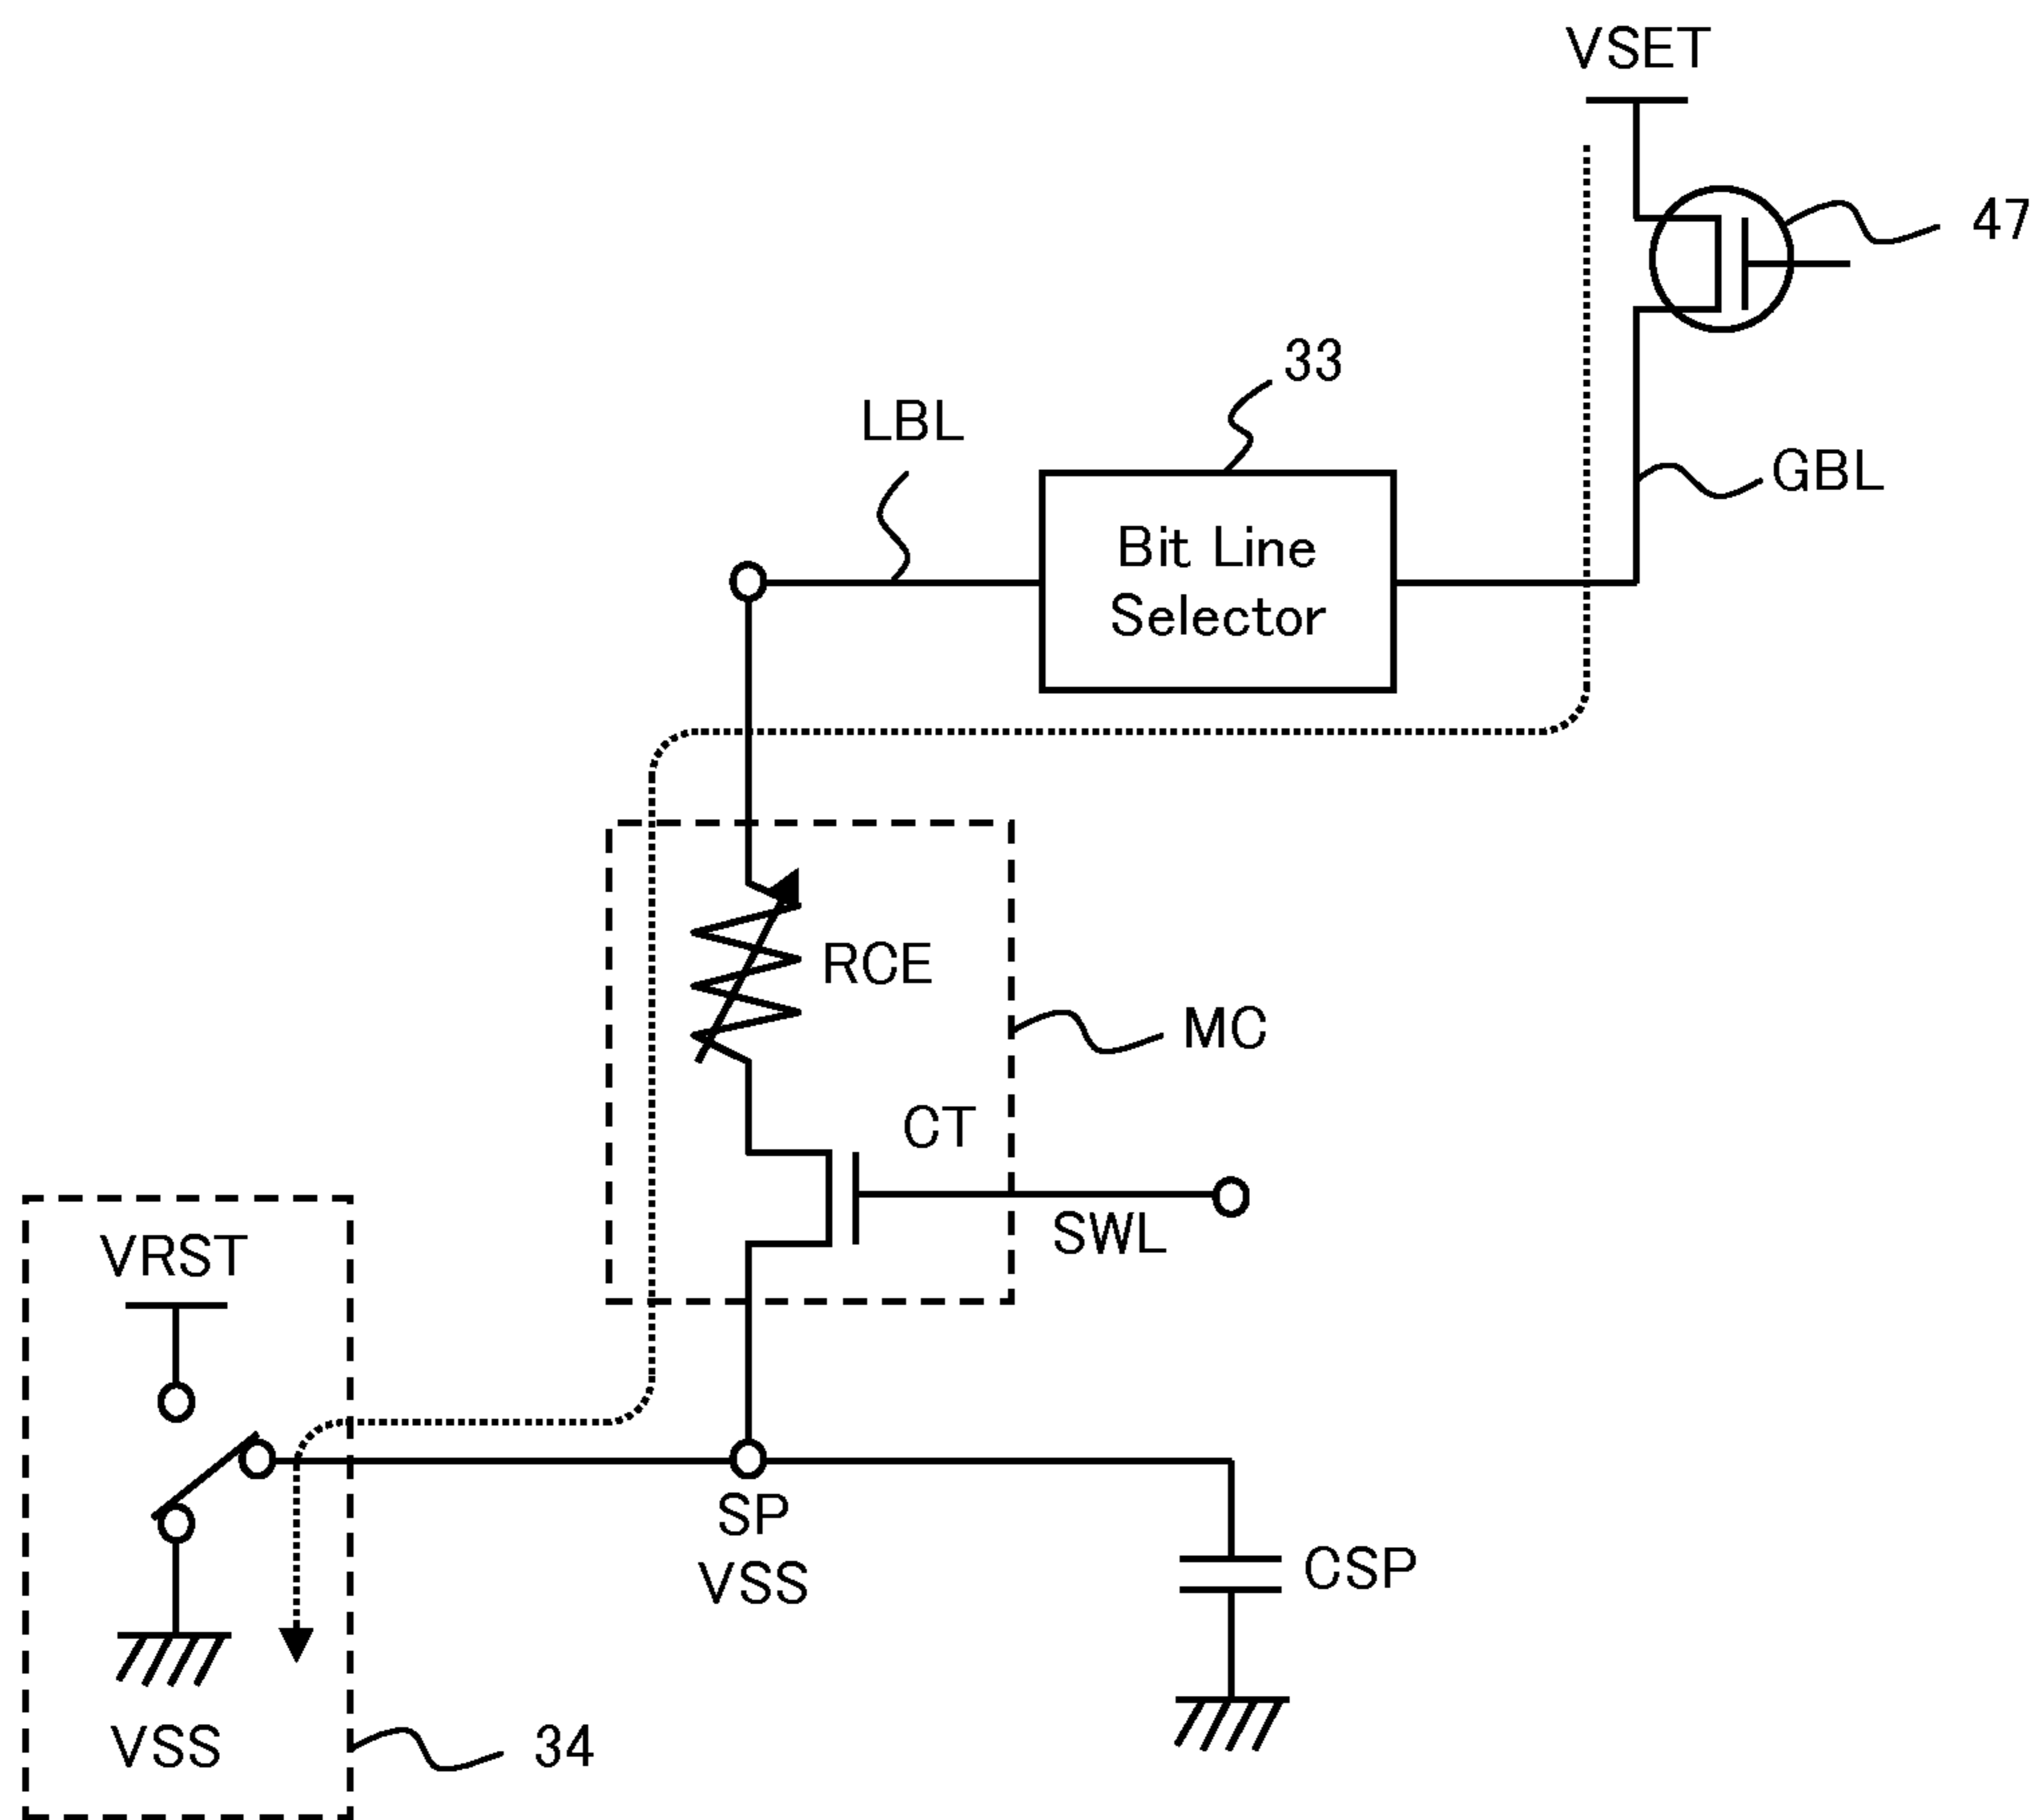 VSET
47
33
LBL
GBL
Bit Line
Selector
RCE
MC
CT
SWL
VRST
SP
VSS
CSP
VSS
34